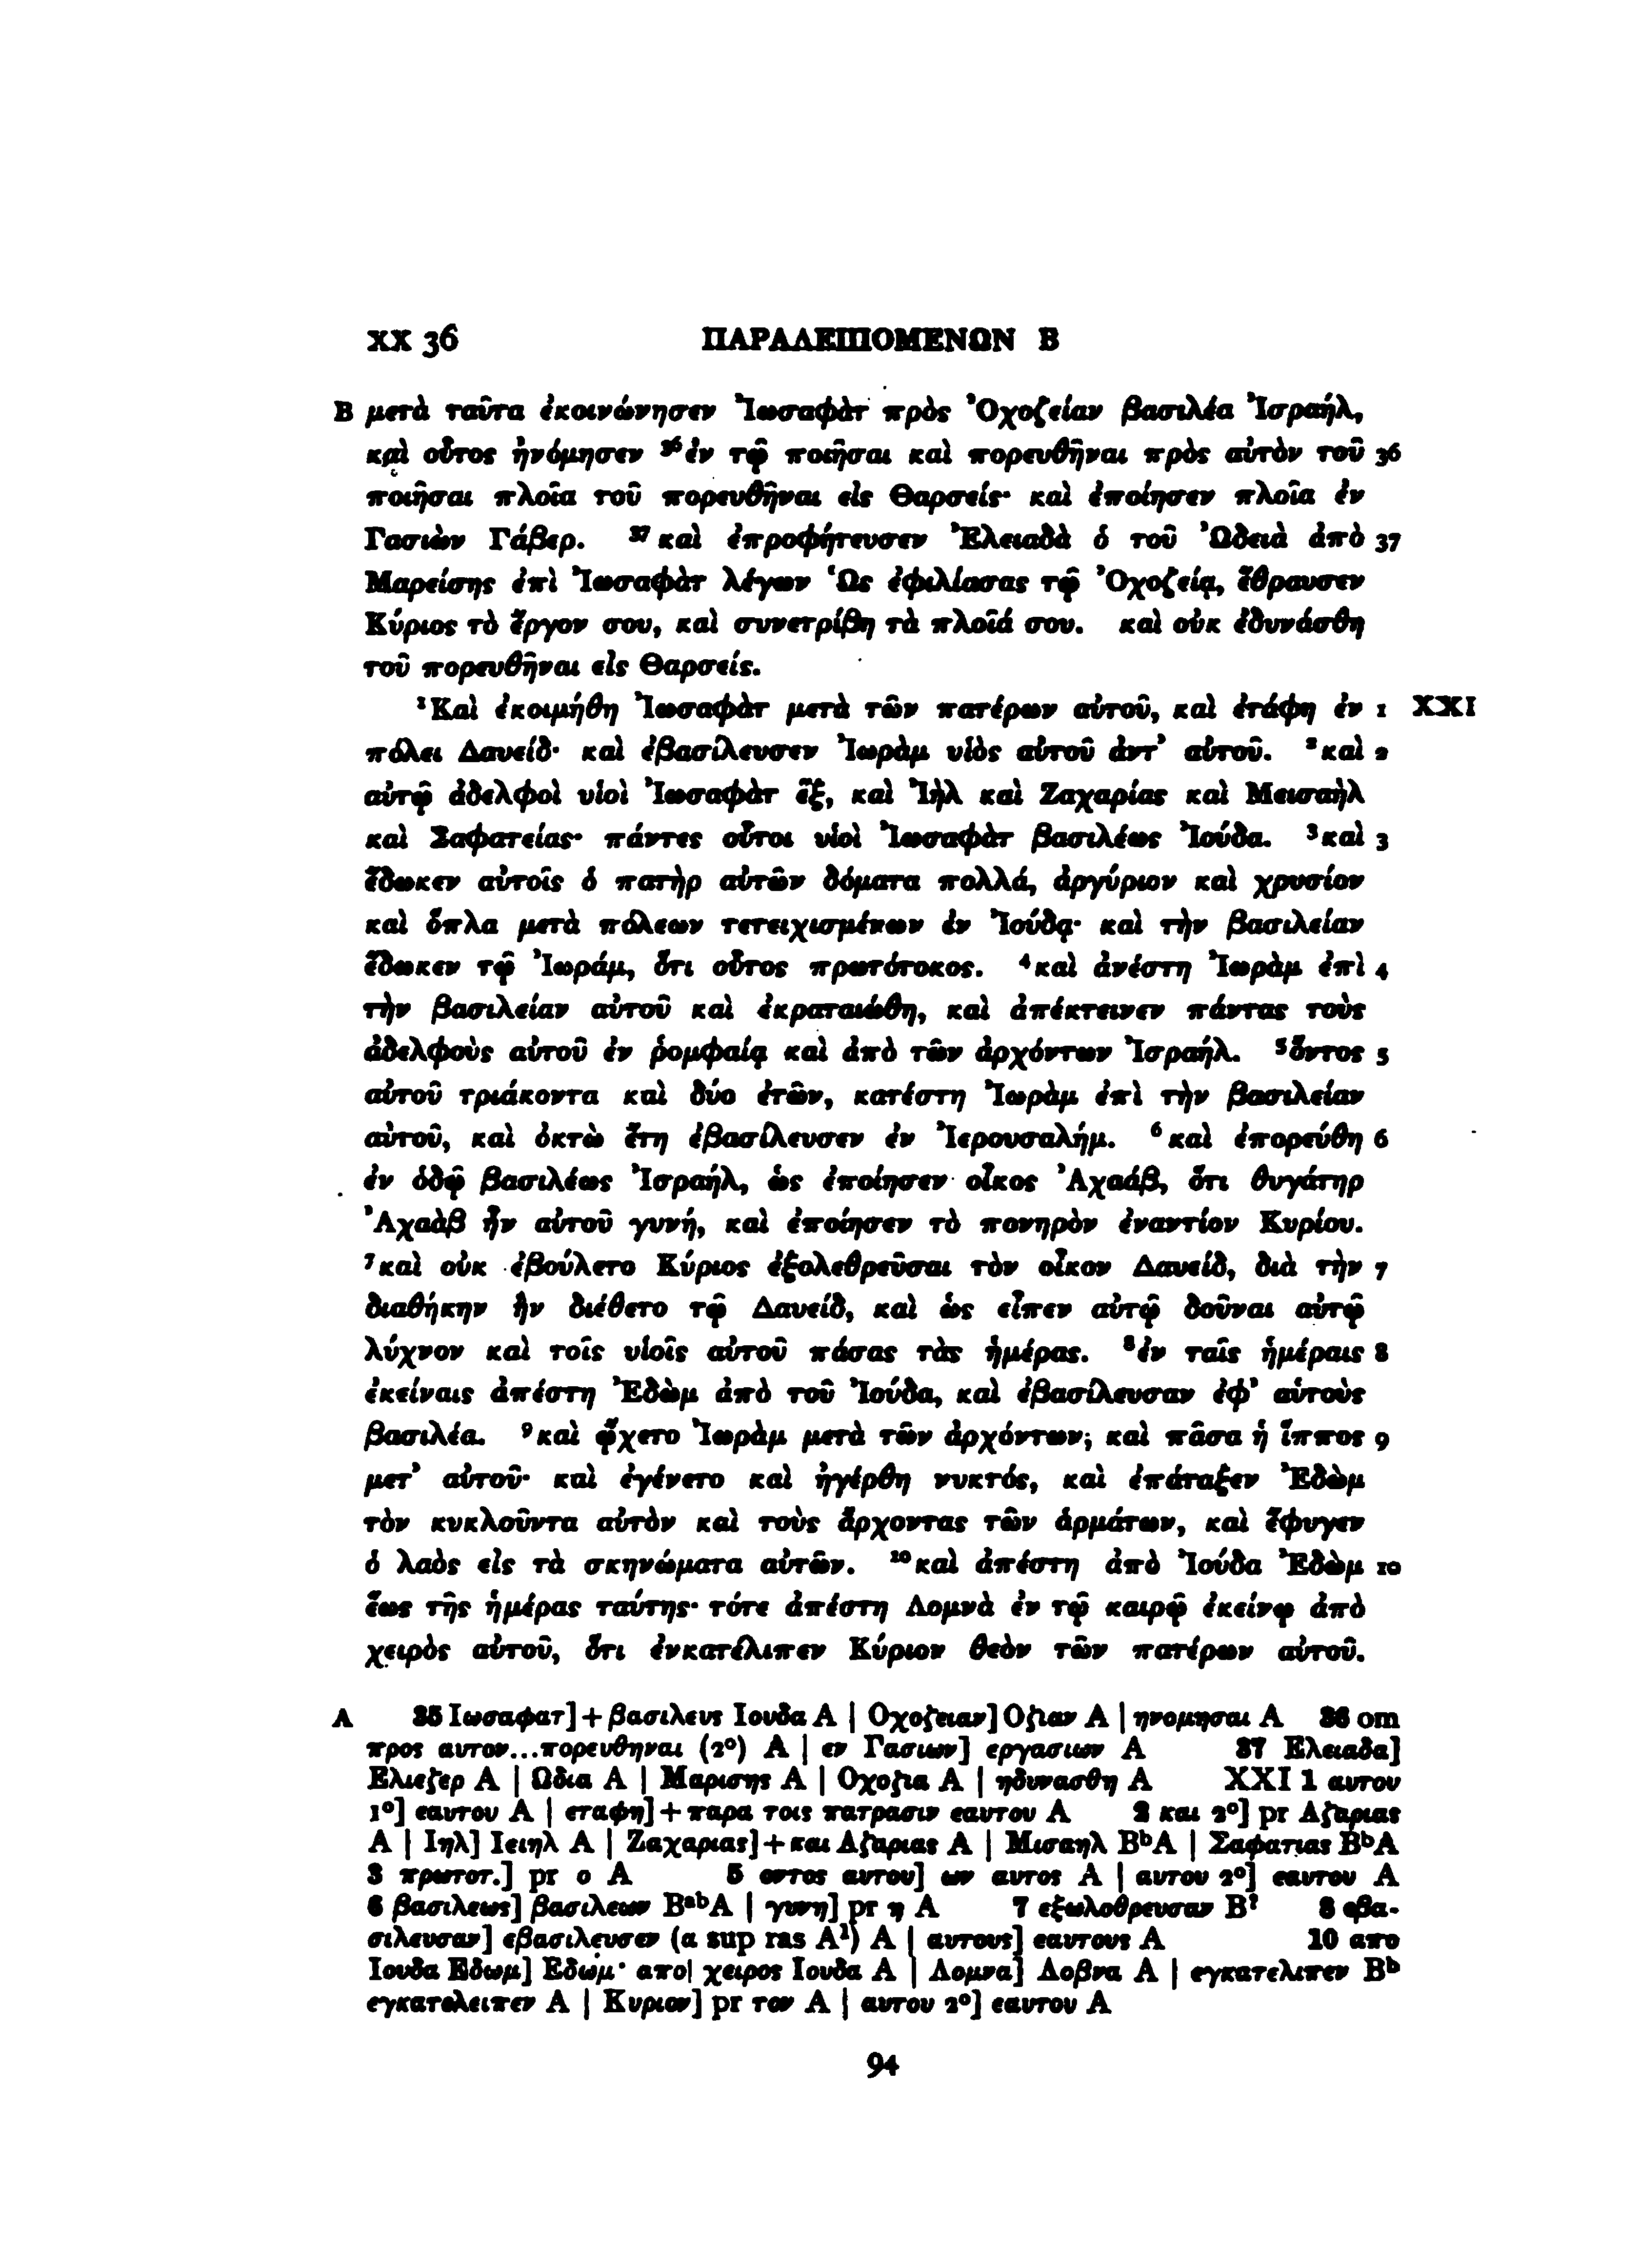 XX 36 ΠΑΡΑΛΕΙΠΟΜΕΝΩΝ Β
B μετὰ ταῦτα ἐκοινώνησεν Ἰωσαφὰτ πρὸς Ὀχοζείαν βασιλέα Ἰσραήλ,
καὶ οὗτος ἠνόμησεν ³⁶ἐν τῷ ποιῆσαι καὶ πορευθῆναι πρὸς αὐτὸν τοῦ 36
ποιῆσαι πλοῖα τοῦ πορευθῆναι εἰς Θαρσείς· καὶ ἐποίησεν πλοῖα ἐν
Γασιὼν Γάβερ. ³⁷καὶ ἐπροφήτευσεν Ἐλειαδὰ ὁ τοῦ Ὠδειὰ ἀπὸ 37
Μαρείσης ἐπὶ Ἰωσαφὰτ λέγων Ὡς ἐφιλίασας τῷ Ὀχοζείᾳ, ἔθραυσεν
Κύριος τὸ ἔργον σου, καὶ συνετρίβη τὰ πλοῖά σου. καὶ οὐκ ἐδυνάσθη
τοῦ πορευθῆναι εἰς Θαρσείς.
¹Καὶ ἐκοιμήθη Ἰωσαφὰτ μετὰ τῶν πατέρων αὐτοῦ, καὶ ἐτάφη ἐν 1 XXI
πόλει Δαυείδ· καὶ ἐβασίλευσεν Ἰωρὰμ υἱὸς αὐτοῦ ἀντ’ αὐτοῦ. ²καὶ 2
αὐτῷ ἀδελφοὶ υἱοὶ Ἰωσαφὰτ ἕξ, καὶ Ἰὴλ καὶ Ζαχαρίας καὶ Μεισαὴλ
καὶ Σαφατείας· πάντες οὗτοι υἱοὶ Ἰωσαφὰτ βασιλέως Ἰούδα. ³καὶ 3
ἔδωκεν αὐτοῖς ὁ πατὴρ αὐτῶν δόματα πολλά, ἀργύριον καὶ χρυσίον
καὶ ὅπλα μετὰ πόλεων τετειχισμένων ἐν Ἰούδᾳ· καὶ τὴν βασιλείαν
ἔδωκεν τῷ Ἰωράμ, ὅτι οὗτος πρωτότοκος. ⁴καὶ ἀνέστη Ἰωρὰμ ἐπὶ 4
τὴν βασιλείαν αὐτοῦ καὶ ἐκραταιώθη, καὶ ἀπέκτεινεν πάντας τοὺς
ἀδελφοὺς αὐτοῦ ἐν ῥομφαίᾳ καὶ ἀπὸ τῶν ἀρχόντων Ἰσραήλ. ⁵ὄντος 5
αὐτοῦ τριάκοντα καὶ δύο ἐτῶν, κατέστη Ἰωρὰμ ἐπὶ τὴν βασιλείαν
αὐτοῦ, καὶ ὀκτὼ ἔτη ἐβασίλευσεν ἐν Ἰερουσαλήμ. ⁶καὶ ἐπορεύθη 6
ἐν ὁδῷ βασιλέως Ἰσραήλ, ὡς ἐποίησεν οἶκος Ἀχαάβ, ὅτι θυγάτηρ
Ἀχαὰβ ἦν αὐτοῦ γυνή, καὶ ἐποίησεν τὸ πονηρὸν ἐναντίον Κυρίου.
⁷καὶ οὐκ ἐβούλετο Κύριος ἐξολεθρεῦσαι τὸν οἶκον Δαυείδ, διὰ τὴν 7
διαθήκην ἣν διέθετο τῷ Δαυείδ, καὶ ὡς εἶπεν αὐτῷ δοῦναι αὐτῷ
λύχνον καὶ τοῖς υἱοῖς αὐτοῦ πάσας τὰς ἡμέρας. ⁸ἐν ταῖς ἡμέραις 8
ἐκείναις ἀπέστη Ἐδὼμ ἀπὸ τοῦ Ἰούδα, καὶ ἐβασίλευσαν ἐφ’ αὑτοὺς
βασιλέα. ⁹καὶ ᾤχετο Ἰωρὰμ μετὰ τῶν ἀρχόντων, καὶ πᾶσα ἡ ἵππος 9
μετ’ αὐτοῦ· καὶ ἐγένετο καὶ ἠγέρθη νυκτός, καὶ ἐπάταξεν Ἐδὼμ
τὸν κυκλοῦντα αὐτὸν καὶ τοὺς ἄρχοντας τῶν ἁρμάτων, καὶ ἔφυγεν
ὁ λαὸς εἰς τὰ σκηνώματα αὐτῶν. ¹⁰καὶ ἀπέστη ἀπὸ Ἰούδα Ἐδὼμ 10
ἕως τῆς ἡμέρας ταύτης· τότε ἀπέστη Λομνὰ ἐν τῷ καιρῷ ἐκείνῳ ἀπὸ
χειρὸς αὐτοῦ, ὅτι ἐνκατέλιπεν Κύριον θεὸν τῶν πατέρων αὐτοῦ.
A 35 Ιωσαφατ] + βασιλευς Ιουδα A | Οχοζειαν] Οζιαν A | ηνομησαι A 36 om
προς αυτον...πορευθηναι (2°) A | εν Γασιων] εργασιων A 37 Ελειαδα]
Ελιεζερ A | Ωδια A | Μαρισης A | Οχοζια A | ηδυνασθη A XXI 1 αυτου
1°] εαυτου A | εταφη] + παρα τοις πατρασιν εαυτου A 2 και 2°] pr Αζαριας
A | Ιηλ] Ιειηλ A | Ζαχαριας] + και Αζαριας A | Μισαηλ BᵇA | Σαφατιας BᵇA
3 πρωτοτ.] pr ο A 5 οντος αυτου] ων αυτος A | αυτου 2°] εαυτου A
6 βασιλεως] βασιλεων BᵃᵇA | γυνη] pr η A 7 εξωλοθρευσαν Bˀ 8 εβα-
σιλευσαν] εβασιλευσεν (α sup ras A¹) A | αυτους] εαυτους A 10 απο
Ιουδα Εδωμ] Εδωμ· απο| χειρος Ιουδα A | Λομνα] Λοβνα A | εγκατελιπεν Bᵇ
εγκατελειπεν A | Κυριον] pr τον A | αυτου 2°] εαυτου A
94